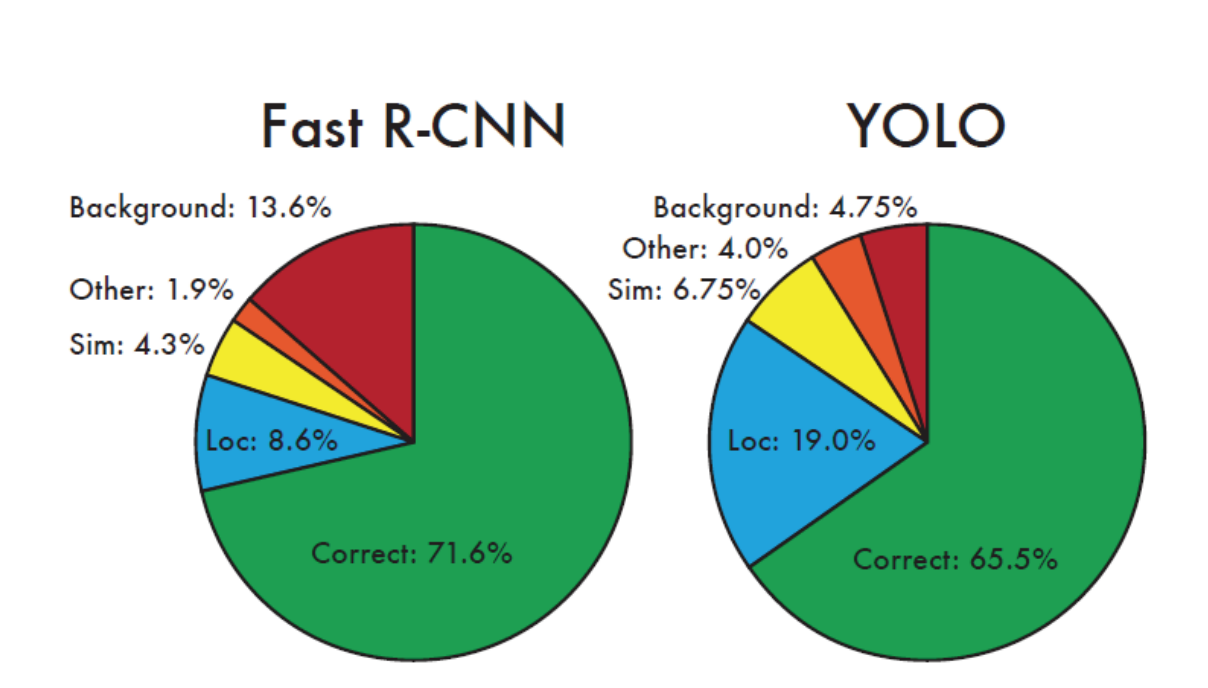 Fast R-CNN
Background: 13.6%
Other: 1.9%
Sim: 4.3%
Loc: 8.6%
Correct: 71.6%
YOLO
Background: 4.75%
Other: 4.0%
Sim: 6.75%
Loc: 19.0%
Correct: 65.5%